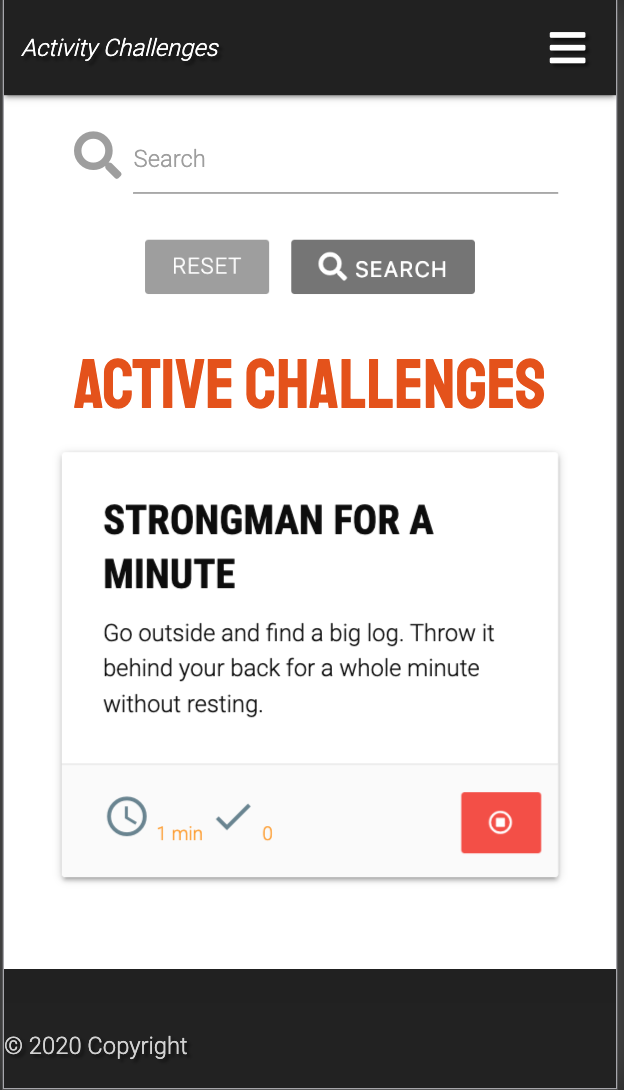 Activity Challenges
Search
RESET
SEARCH
ACTIVE CHALLENGES
STRONGMAN FOR A
MINUTE
Go outside and find a big log. Throw it
behind your back for a whole minute
without resting.
1 min 0
© 2020 Copyright